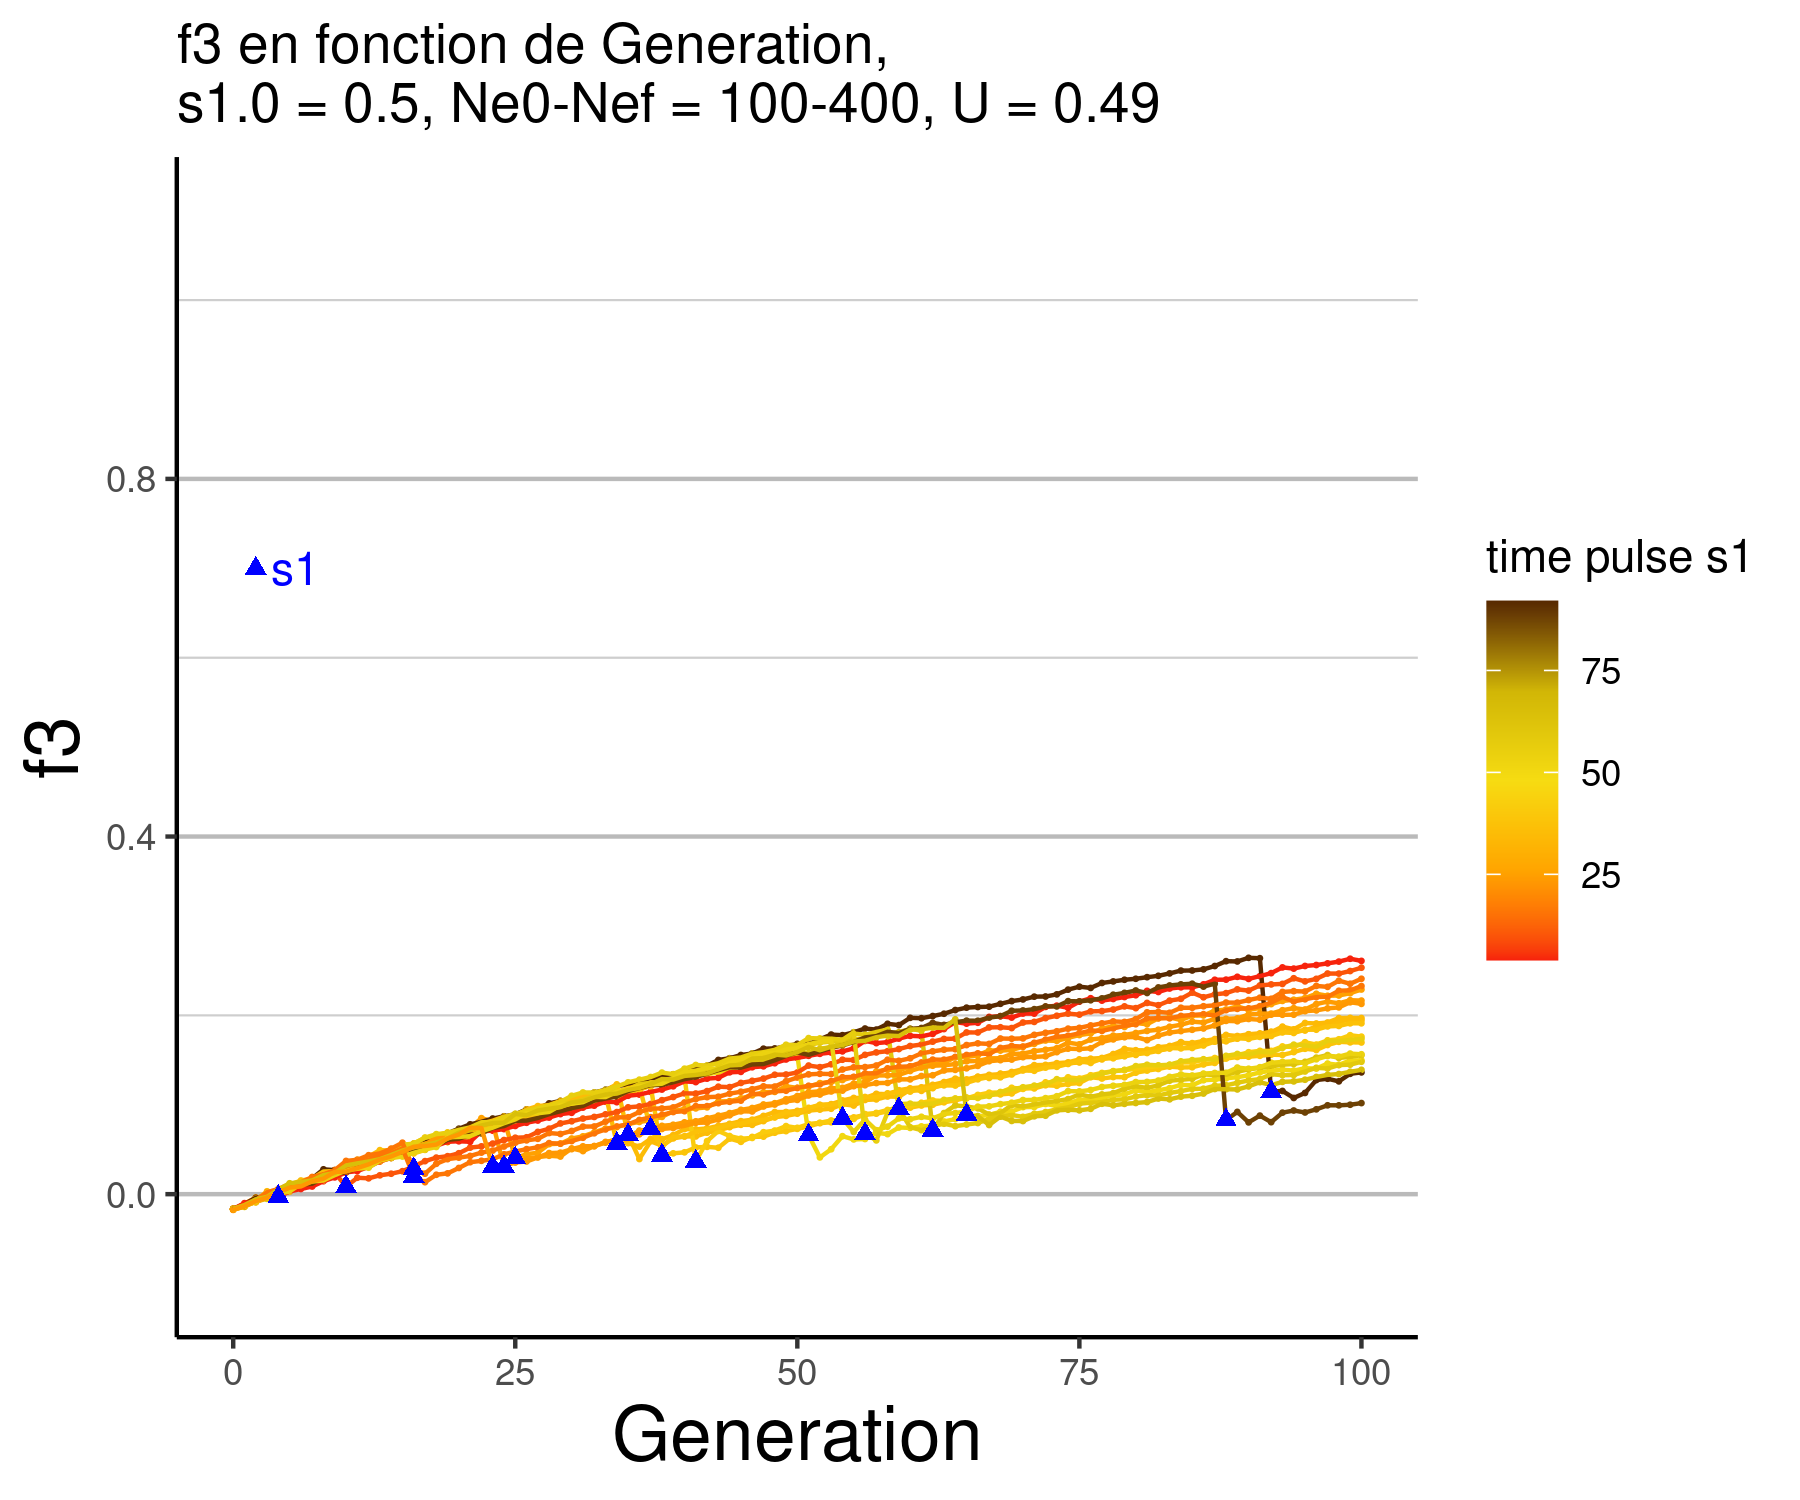 f3 en fonction de Generation,
s1.0 = 0.5, Ne0-Nef = 100-400, U = 0.49
f3
0.8
0.4
0.0
s1
0
25
50
75
100
Generation
time pulse s1
75
50
25